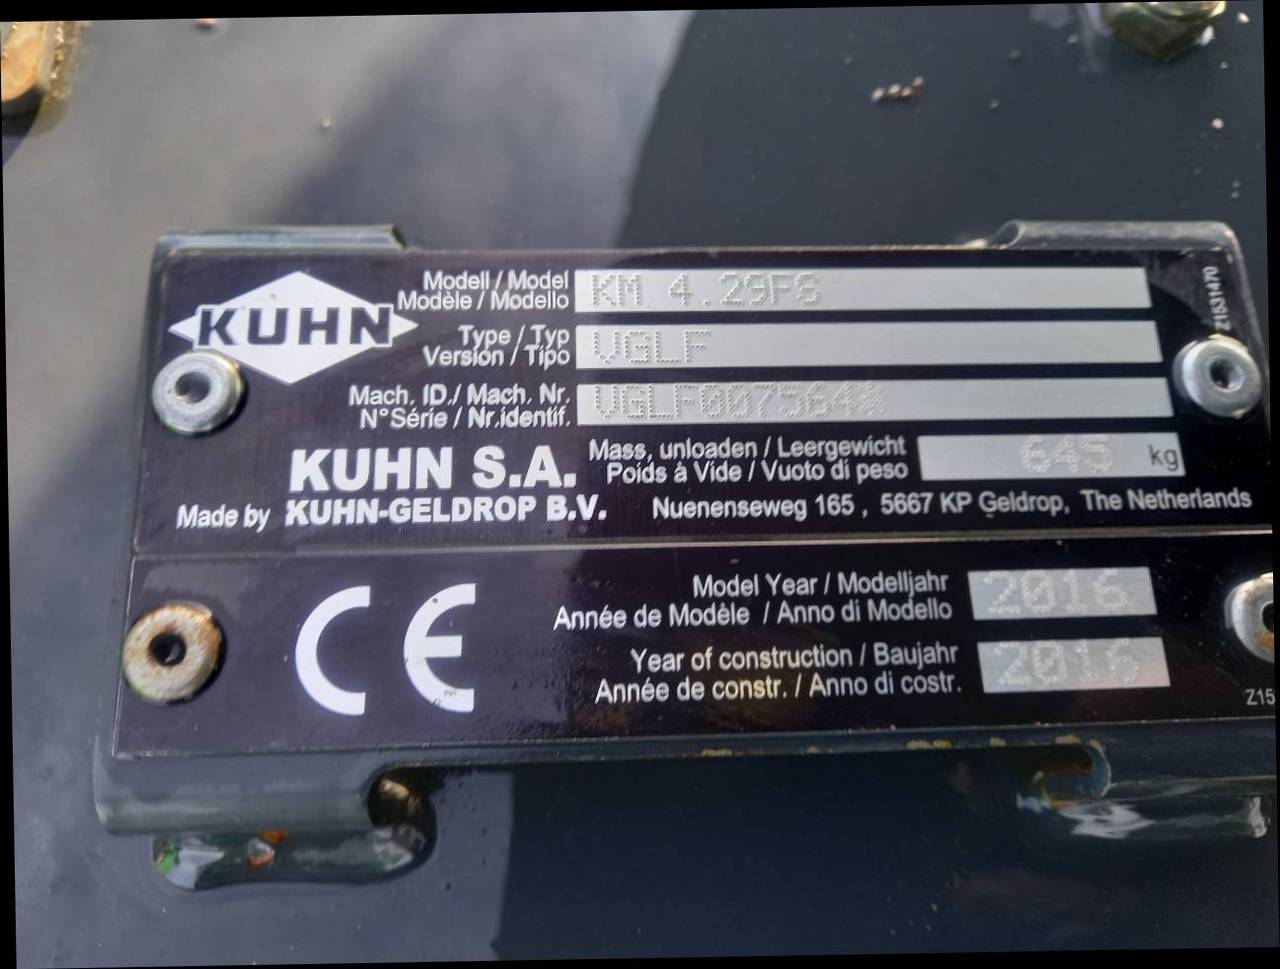 KUHN
Modell / Model
Modèle / Modello
KM 4.29FS
Type / Typ
Version / Tipo
VGLF
Mach. ID./ Mach. Nr.
N° Série / Nr.identif.
VGLF007564*
Z1531470
KUHN S.A.
Mass, unloaden / Leergewicht
Poids à Vide / Vuoto di peso
645 kg
Made by KUHN-GELDROP B.V. Nuenenseweg 165 , 5667 KP Geldrop, The Netherlands
CE
Model Year / Modelljahr
Année de Modèle / Anno di Modello
2016
Year of construction / Baujahr
Année de constr. / Anno di costr.
2016
Z15